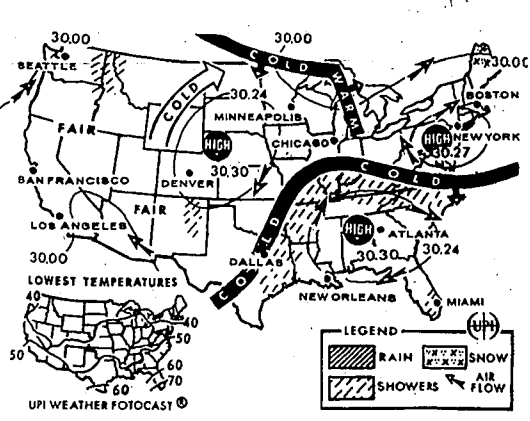 30.00
30.00
30.00
SEATTLE
COLD
COLD
WARM
BOSTON
30.24
MINNEAPOLIS
FAIR
HIGH
CHICAGO
HIGH
NEW YORK
30.27
30.30
COLD
SAN FRANCISCO
DENVER
FAIR
LOS ANGELES
HIGH
ATLANTA
COLD
30.00
DALLAS
30.30
30.24
LOWEST TEMPERATURES
NEW ORLEANS
MIAMI
40
40
50
50
60
70
60
UPI WEATHER FOTOCAST ®
LEGEND
UPI
RAIN
SNOW
SHOWERS
AIR FLOW